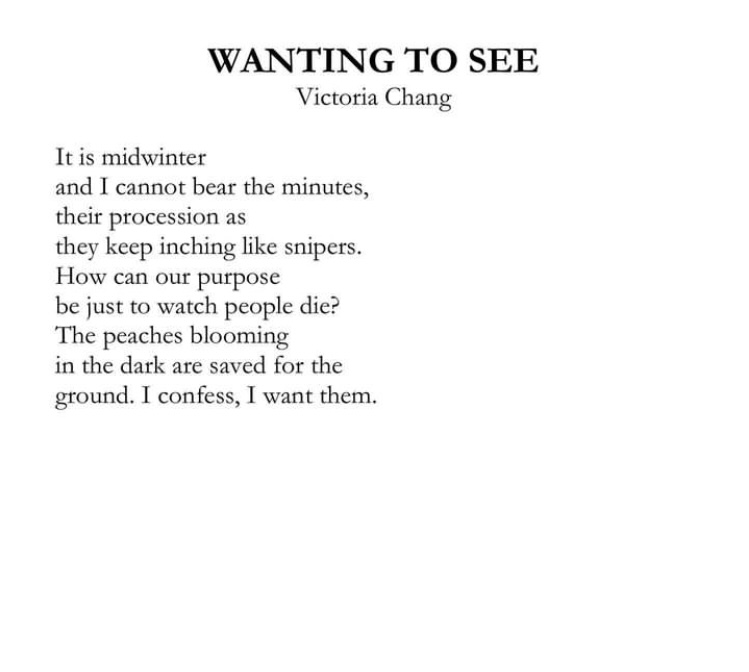 WANTING TO SEE
Victoria Chang
It is midwinter
and I cannot bear the minutes,
their procession as
they keep inching like snipers.
How can our purpose
be just to watch people die?
The peaches blooming
in the dark are saved for the
ground. I confess, I want them.